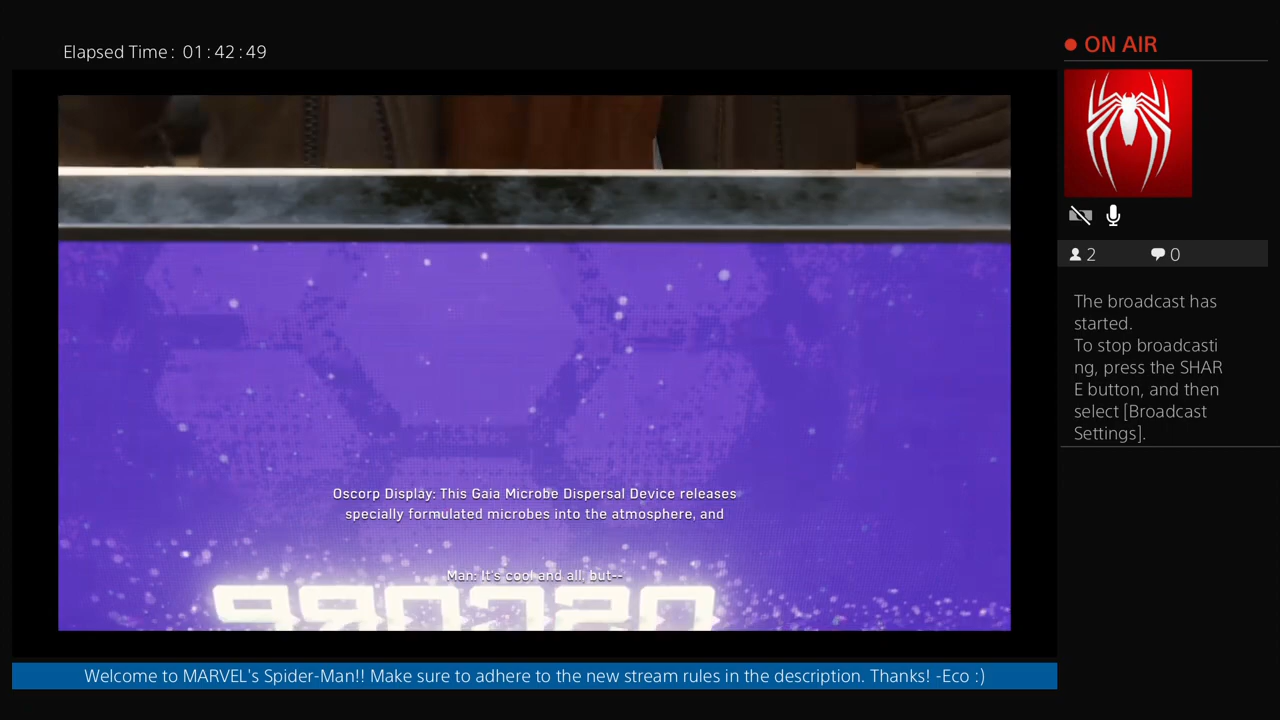 Elapsed Time: 01:42:49
ON AIR
2
0
The broadcast has
started.
To stop broadcasti
ng, press the SHAR
E button, and then
select [Broadcast
Settings].
Oscorp Display: This Gaia Microbe Dispersal Device releases
specially formulated microbes into the atmosphere, and
Man: It's cool and all, but--
Welcome to MARVEL's Spider-Man!! Make sure to adhere to the new stream rules in the description. Thanks! -Eco :)